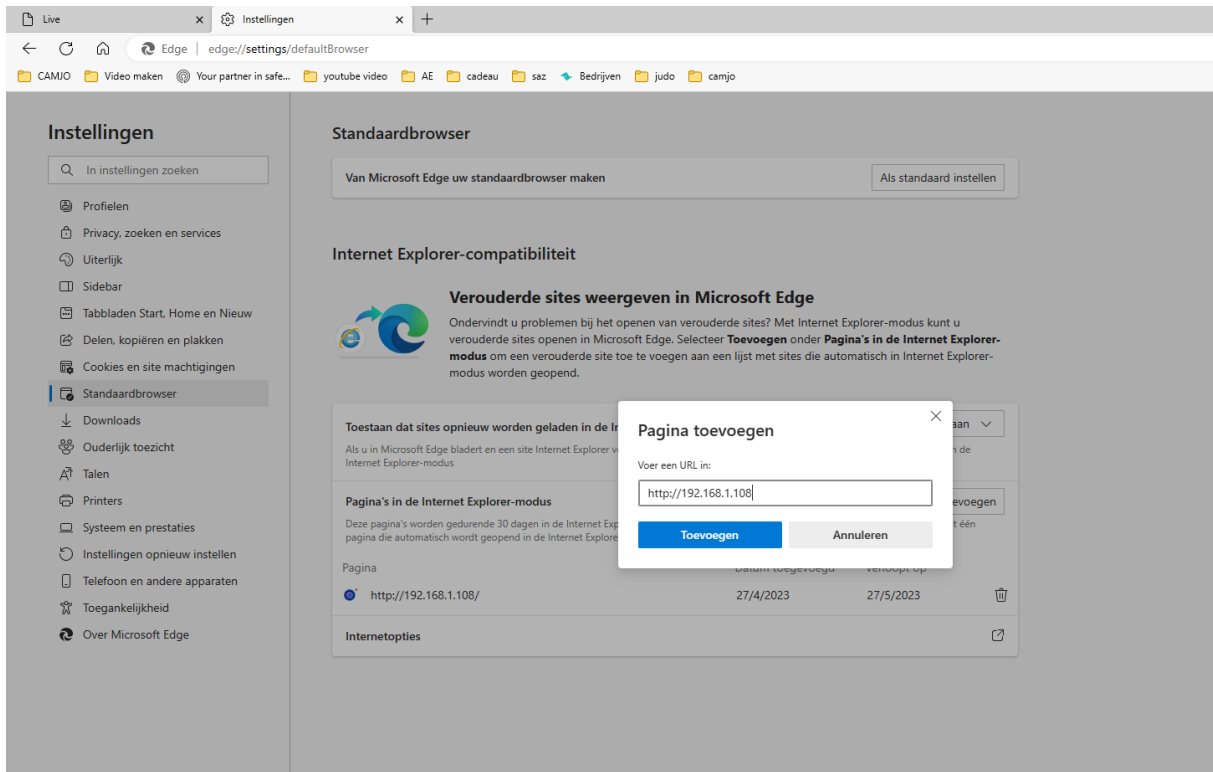 Live
Instellingen
Edge
edge://settings/defaultBrowser
CAMJO
Video maken
Your partner in safe...
youtube video
AE
cadeau
saz
Bedrijven
judo
camjo
Instellingen
In instellingen zoeken
Profielen
Privacy, zoeken en services
Uiterlijk
Sidebar
Tabbladen Start, Home en Nieuw
Delen, kopiëren en plakken
Cookies en site machtigingen
Standaardbrowser
Downloads
Ouderlijk toezicht
Talen
Printers
Systeem en prestaties
Instellingen opnieuw instellen
Telefoon en andere apparaten
Toegankelijkheid
Over Microsoft Edge
Standaardbrowser
Van Microsoft Edge uw standaardbrowser maken
Als standaard instellen
Internet Explorer-compatibiliteit
Verouderde sites weergeven in Microsoft Edge
Ondervindt u problemen bij het openen van verouderde sites? Met Internet Explorer-modus kunt u
verouderde sites openen in Microsoft Edge. Selecteer Toevoegen onder Pagina's in de Internet Explorer-
modus om een verouderde site toe te voegen aan een lijst met sites die automatisch in Internet Explorer-
modus worden geopend.
Toestaan dat sites opnieuw worden geladen in de I
aan
Als u in Microsoft Edge bladert en een site Internet Explorer v
n de
Internet Explorer-modus
Pagina's in de Internet Explorer-modus
evoegen
Deze pagina's worden gedurende 30 dagen in de Internet Exp
t één
pagina die automatisch wordt geopend in de Internet Explore
Pagina
Datum toegevoegd
Verloopt op
http://192.168.1.108/
27/4/2023
27/5/2023
Internetopties
Pagina toevoegen
Voer een URL in:
http://192.168.1.108
Toevoegen
Annuleren